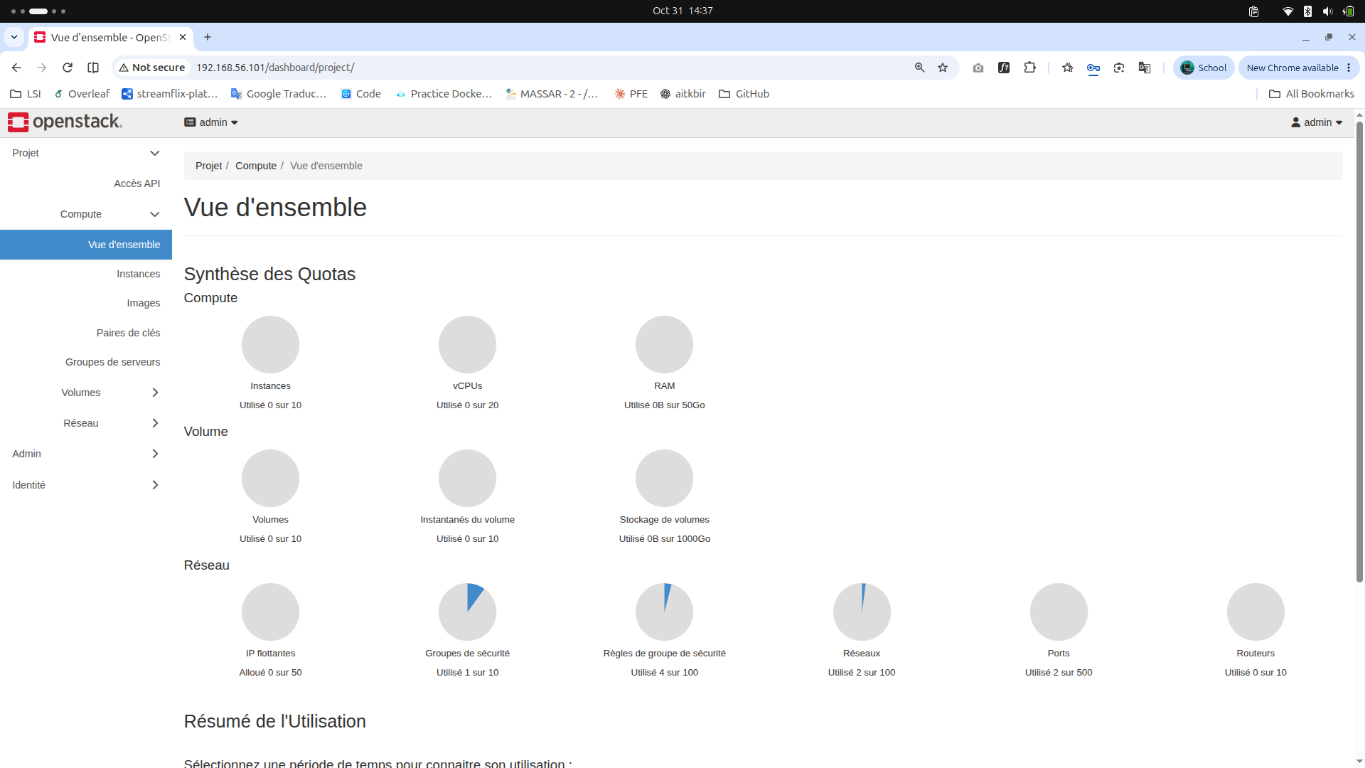 Oct 31 14:37
Vue d'ensemble - OpenS
Not secure 192.168.56.101/dashboard/project/
School
New Chrome available
LSI Overleaf streamflix-plat... Google Traduc... Code Practice Docke... MASSAR - 2 - /... PFE aitkbir GitHub All Bookmarks
openstack. admin admin
Projet
Accès API
Compute
Vue d'ensemble
Instances
Images
Paires de clés
Groupes de serveurs
Volumes
Réseau
Admin
Identité
Projet / Compute / Vue d'ensemble
Vue d'ensemble
Synthèse des Quotas
Compute
Instances vCPUs RAM
Utilisé 0 sur 10 Utilisé 0 sur 20 Utilisé 0B sur 50Go
Volume
Volumes Instantanés du volume Stockage de volumes
Utilisé 0 sur 10 Utilisé 0 sur 10 Utilisé 0B sur 1000Go
Réseau
IP flottantes Groupes de sécurité Règles de groupe de sécurité Réseaux Ports Routeurs
Alloué 0 sur 50 Utilisé 1 sur 10 Utilisé 4 sur 100 Utilisé 2 sur 100 Utilisé 2 sur 500 Utilisé 0 sur 10
Résumé de l'Utilisation
Sélectionnez une période de temps pour connaitre son utilisation :